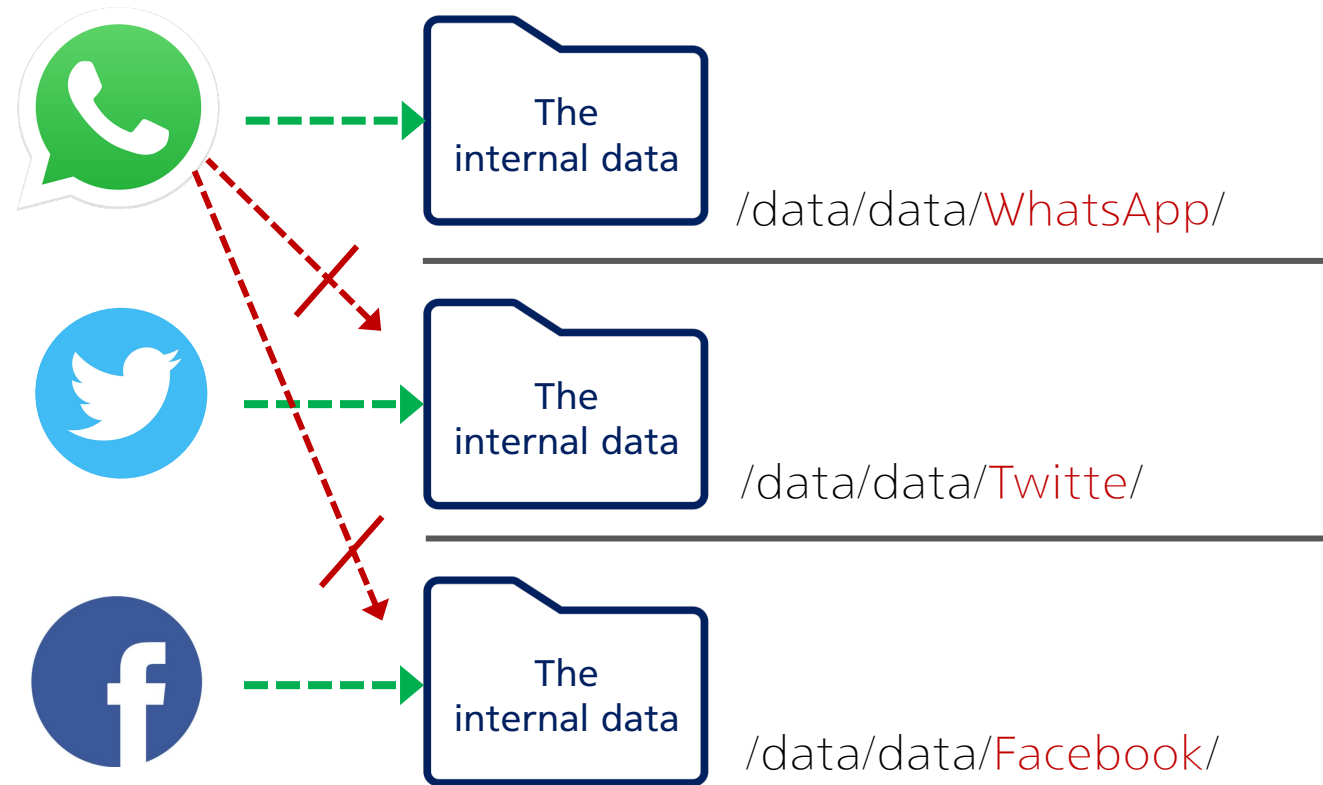 The
internal data
/data/data/WhatsApp/
The
internal data
/data/data/Twitte/
The
internal data
/data/data/Facebook/